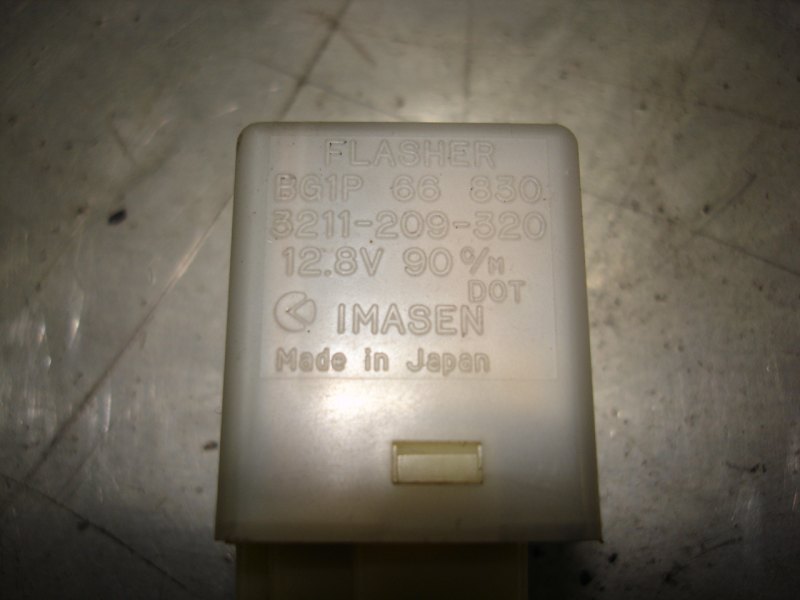 FLASHER
BG1P 66 830
3211-209-320
12.8V 90 c/M
DOT
IMASEN
Made in Japan